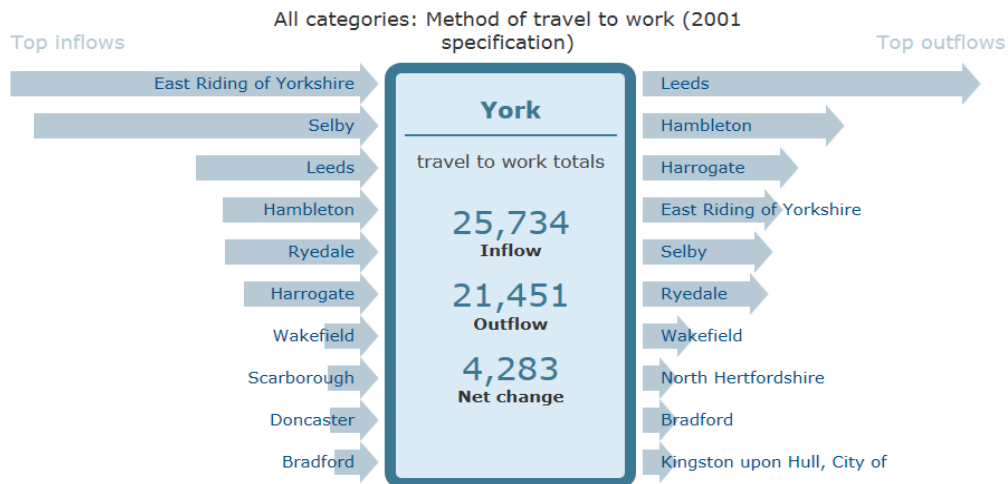 All categories: Method of travel to work (2001
specification)
Top inflows
Top outflows
East Riding of Yorkshire
Selby
Leeds
Hambleton
Ryedale
Harrogate
Wakefield
Scarborough
Doncaster
Bradford
York
travel to work totals
25,734
Inflow
21,451
Outflow
4,283
Net change
Leeds
Hambleton
Harrogate
East Riding of Yorkshire
Selby
Ryedale
Wakefield
North Hertfordshire
Bradford
Kingston upon Hull, City of